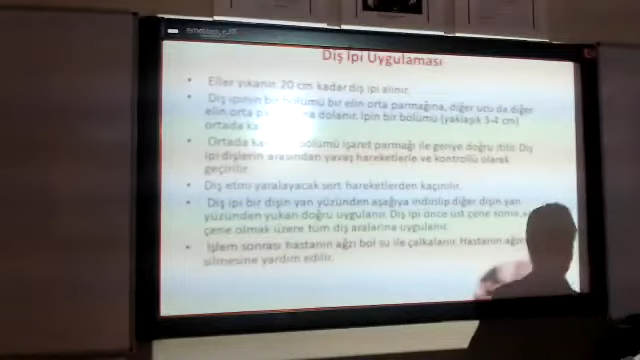 Diş İpi Uygulaması
• Eller yıkanır. 20 cm kadar diş ipi alınır.
• Diş ipinin bir bölümü bir elin orta parmağına, diğer ucu da diğer
elin orta dolanır. İpin bir bölümü (yaklaşık 3-4 cm)
ortada
• Ortada bölümü işaret parmağı ile geriye doğru itilir. Diş
ipi dişlerin arasından yavaş hareketlerle ve kontrollü olarak
geçirilir.
• Diş etini yaralayacak sert hareketlerden kaçınılır.
• Diş ipi bir dişin yan yüzünden aşağıya indirilip diğer dişin yan
yüzünden yukarı doğru uygulanır. Diş ipi önce üst çene sonra
çene olmak üzere tüm diş aralarına uygulanır.
• İşlem sonrası hastanın ağzı bol su ile çalkalanır. Hastanın ağzı
silmesine yardım edilir.